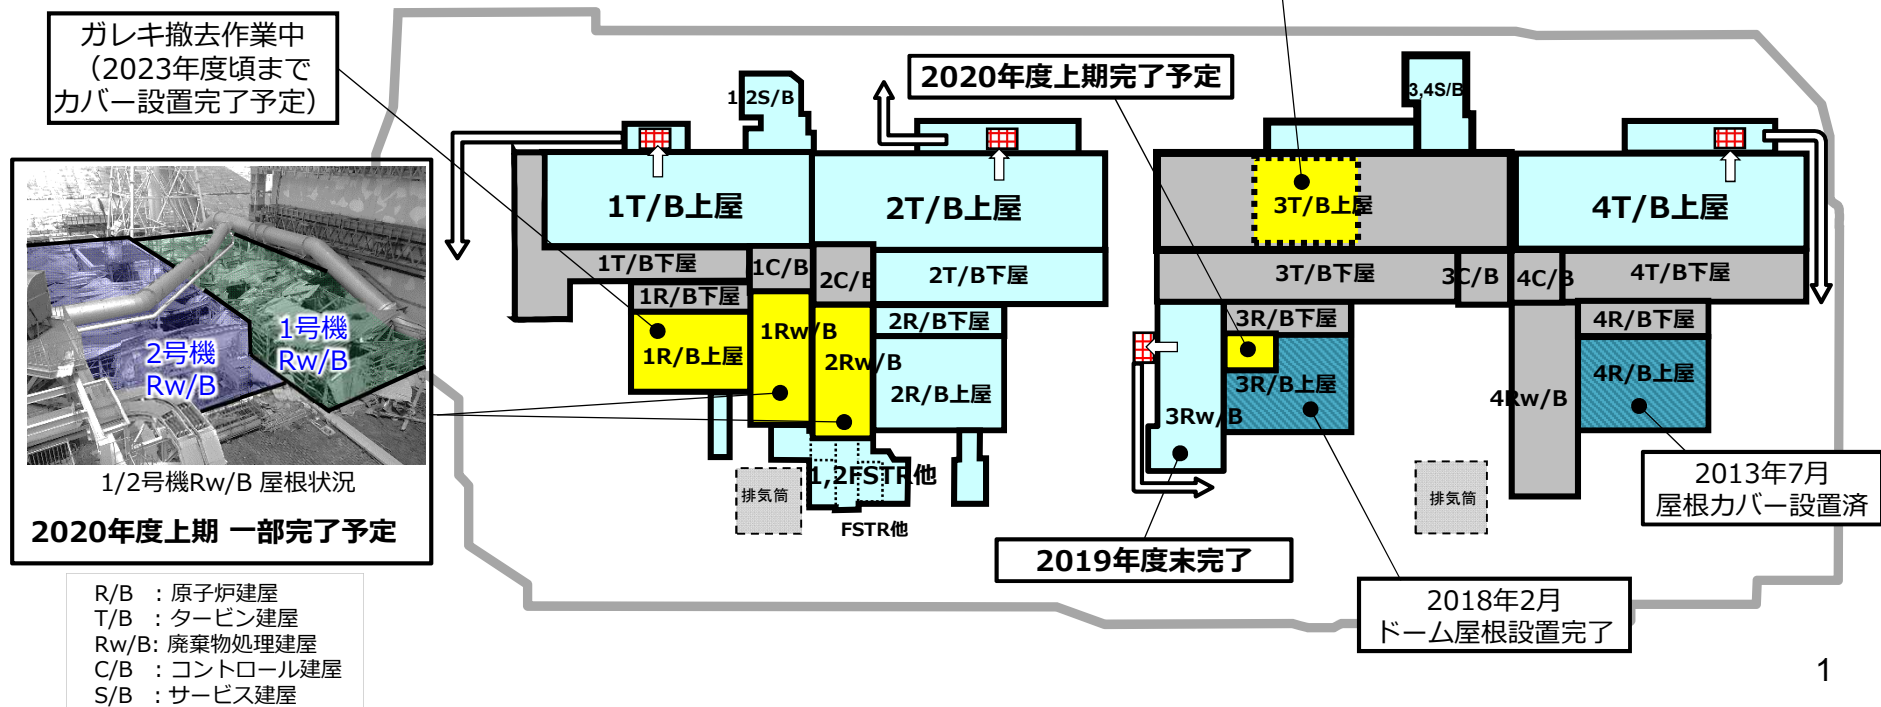 ガレキ撤去作業中
（2023年度頃まで
カバー設置完了予定）
2020年度上期完了予定
1,2S/B
3,4S/B
1T/B上屋
2T/B上屋
3T/B上屋
4T/B上屋
1T/B下屋
1C/B
2C/B
2T/B下屋
3T/B下屋
3C/B
4C/B
4T/B下屋
1R/B下屋
2R/B下屋
3R/B下屋
4R/B下屋
1R/B上屋
1Rw/B
2Rw/B
2R/B上屋
3Rw/B
3R/B上屋
4Rw/B
4R/B上屋
1号機
Rw/B
2号機
Rw/B
1/2号機Rw/B 屋根状況
2020年度上期 一部完了予定
1,2FSTR他
排気筒
FSTR他
排気筒
2019年度末完了
2013年7月
屋根カバー設置済
2018年2月
ドーム屋根設置完了
R/B ：原子炉建屋
T/B ：タービン建屋
Rw/B：廃棄物処理建屋
C/B ：コントロール建屋
S/B ：サービス建屋
1